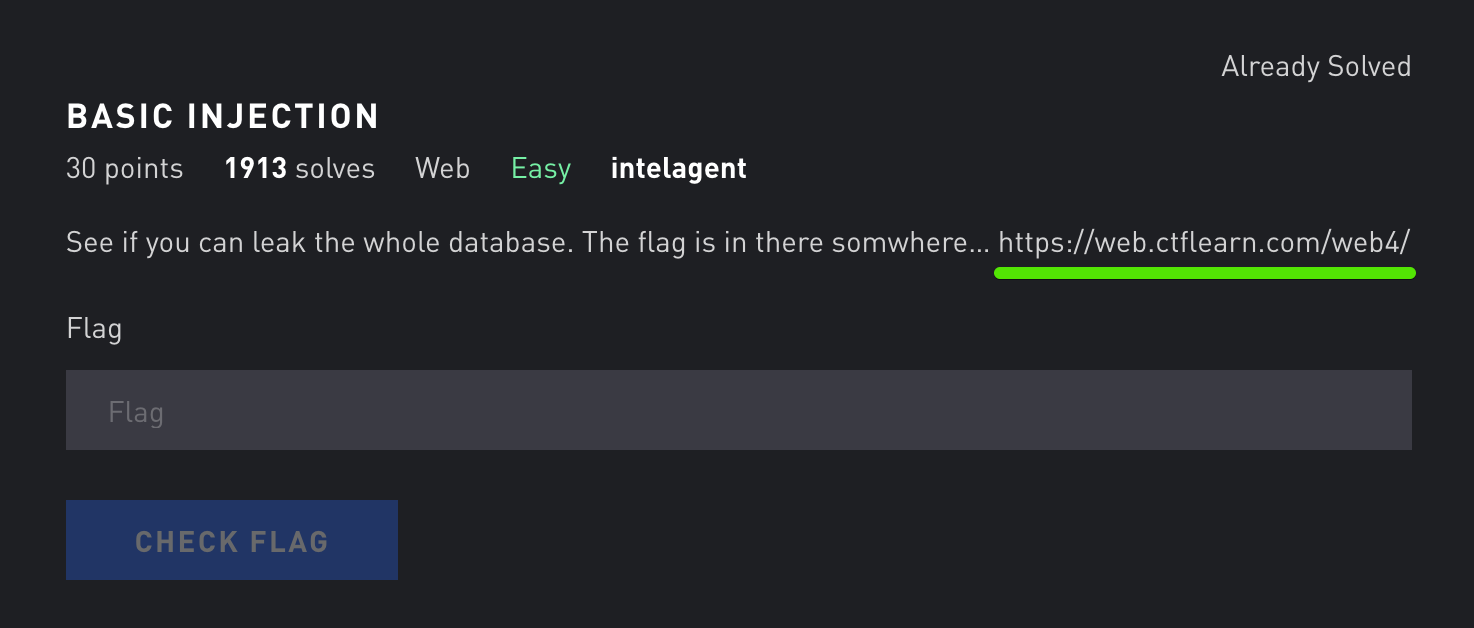 Already Solved
BASIC INJECTION
30 points 1913 solves Web Easy intelagent
See if you can leak the whole database. The flag is in there somwhere... https://web.ctflearn.com/web4/
Flag
Flag
CHECK FLAG